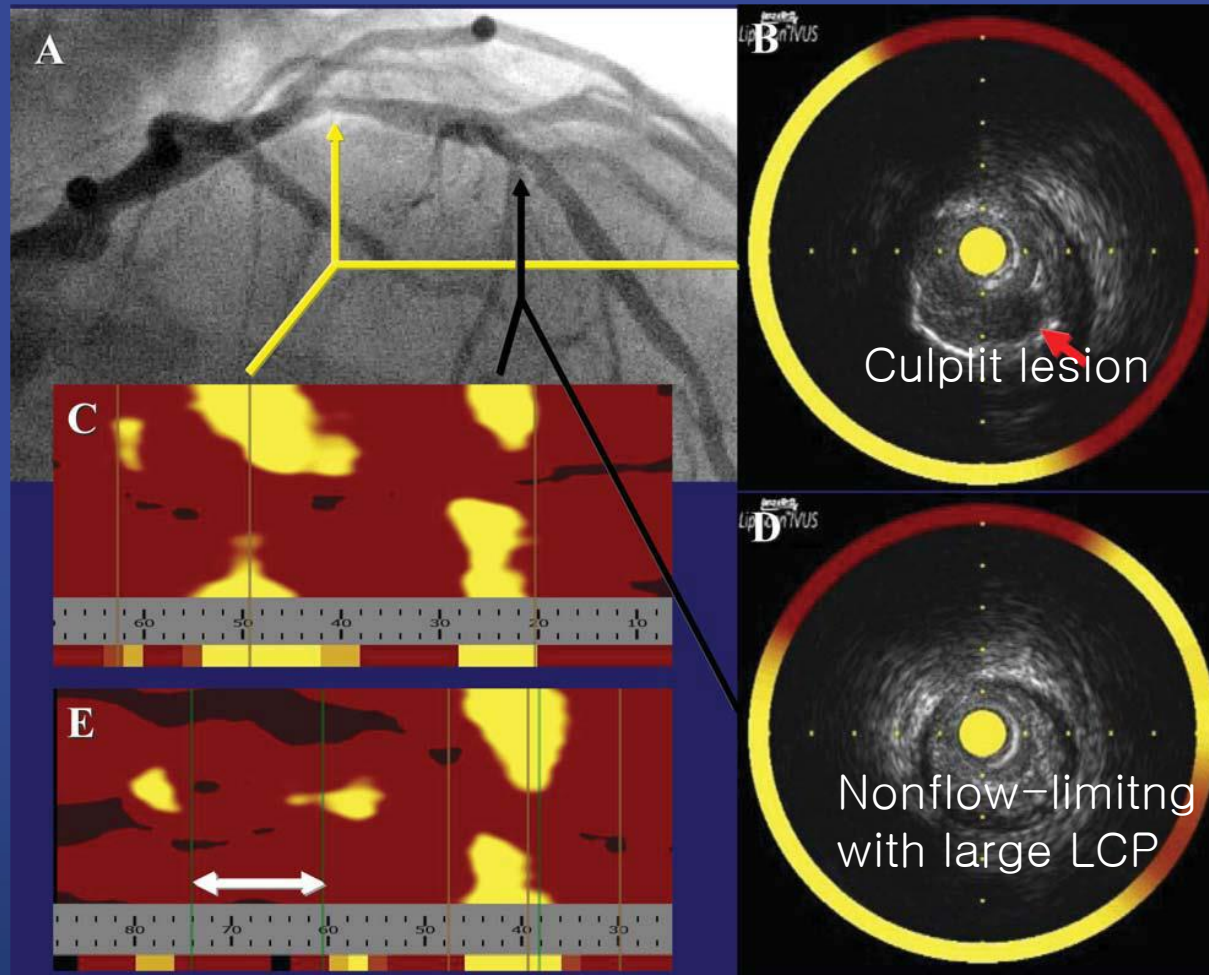 A
B
Culplit lesion
C
60 50 40 30 20 10
D
Nonflow-limitng
with large LCP
E
80 70 60 50 40 30